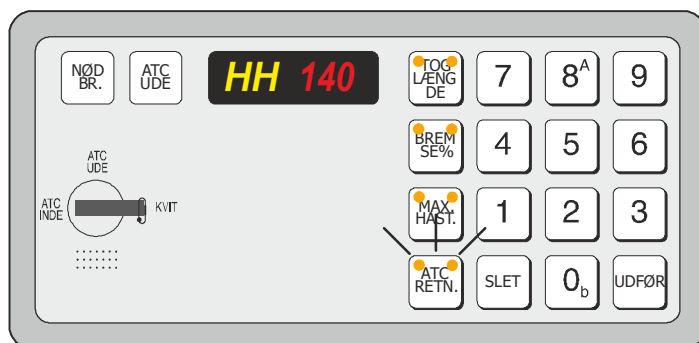 NØD
BR.
ATC
UDE
HH 140
TOG
LÆNG
DE
7
8A
9
BREM
SE%
4
5
6
ATC
UDE
ATC
INDE
KVIT
MAX.
HAST.
1
2
3
ATC
RETN.
SLET
0b
UDFØR